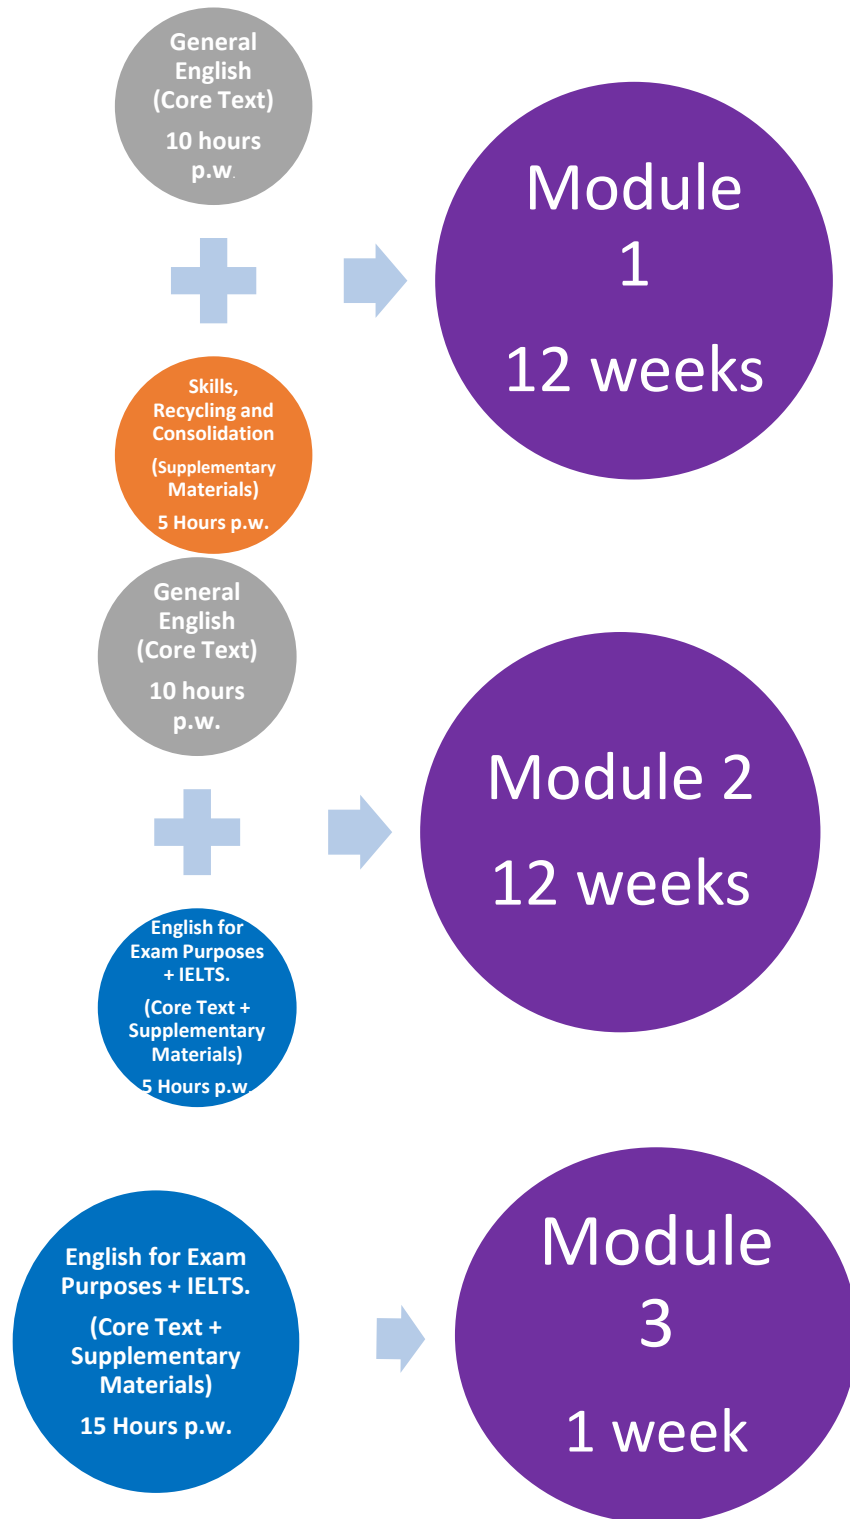 General
English
(Core Text)
10 hours
p.w.
Module
1
12 weeks
Skills,
Recycling and
Consolidation
(Supplementary
Materials)
5 Hours p.w.
General
English
(Core Text)
10 hours
p.w.
Module 2
12 weeks
English for
Exam Purposes
+ IELTS.
(Core Text +
Supplementary
Materials)
5 Hours p.w.
English for Exam
Purposes + IELTS.
(Core Text +
Supplementary
Materials)
15 Hours p.w.
Module
3
1 week